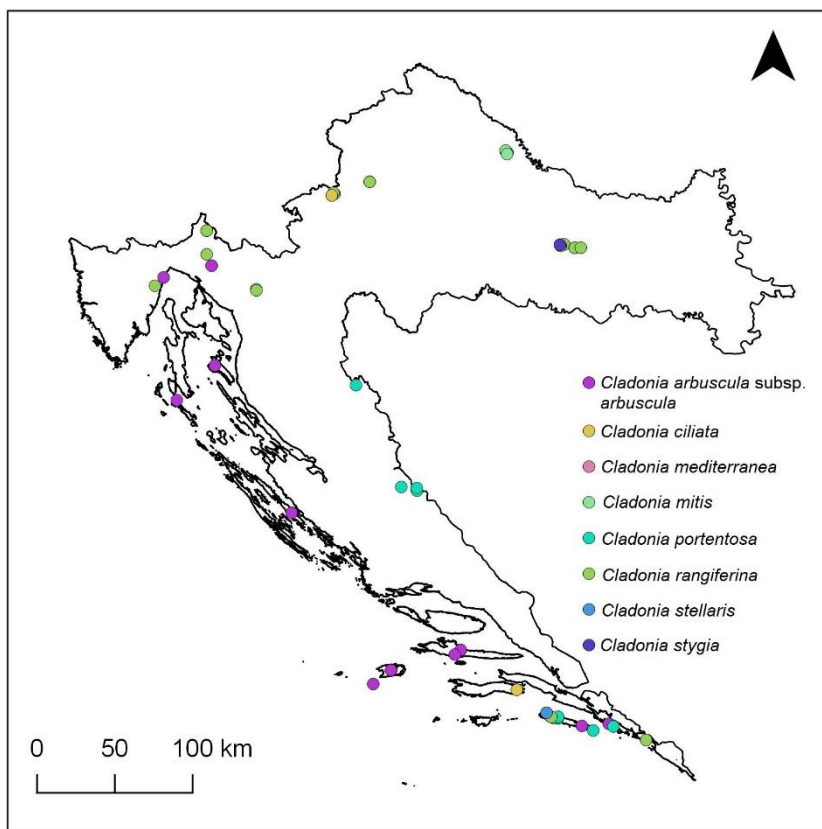 Cladonia arbuscula subsp.
arbuscula
Cladonia ciliata
Cladonia mediterranea
Cladonia mitis
Cladonia portentosa
Cladonia rangiferina
Cladonia stellaris
Cladonia stygia
0 50 100 km